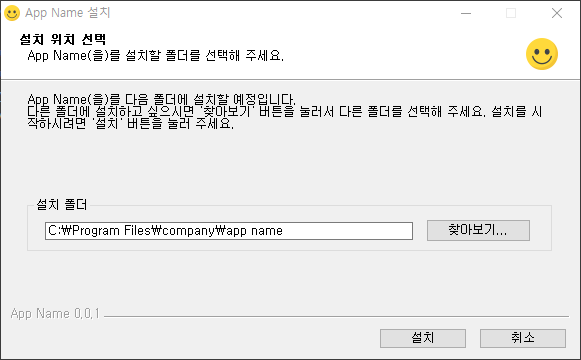 App Name 설치
설치 위치 선택
App Name(을)를 설치할 폴더를 선택해 주세요.
App Name(을)를 다음 폴더에 설치할 예정입니다.
다른 폴더에 설치하고 싶으시면 '찾아보기' 버튼을 눌러서 다른 폴더를 선택해 주세요. 설치를 시
작하시려면 '설치' 버튼을 눌러 주세요.
설치 폴더
C:₩Program Files₩company₩app name
찾아보기...
App Name 0.0.1
설치
취소